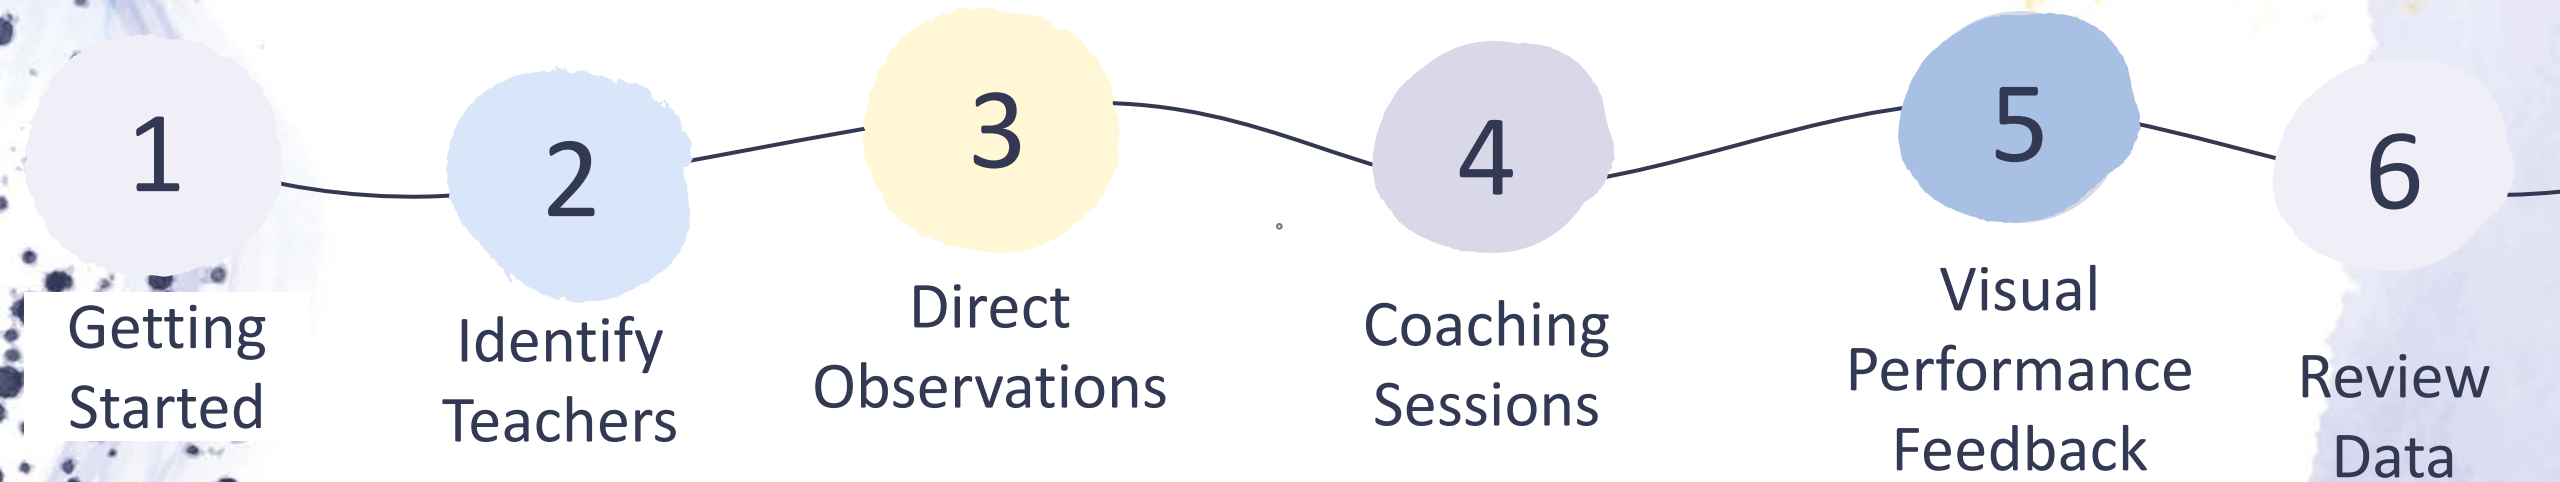 1
Getting
Started
2
Identify
Teachers
3
Direct
Observations
4
Coaching
Sessions
5
Visual
Performance
Feedback
6
Review
Data